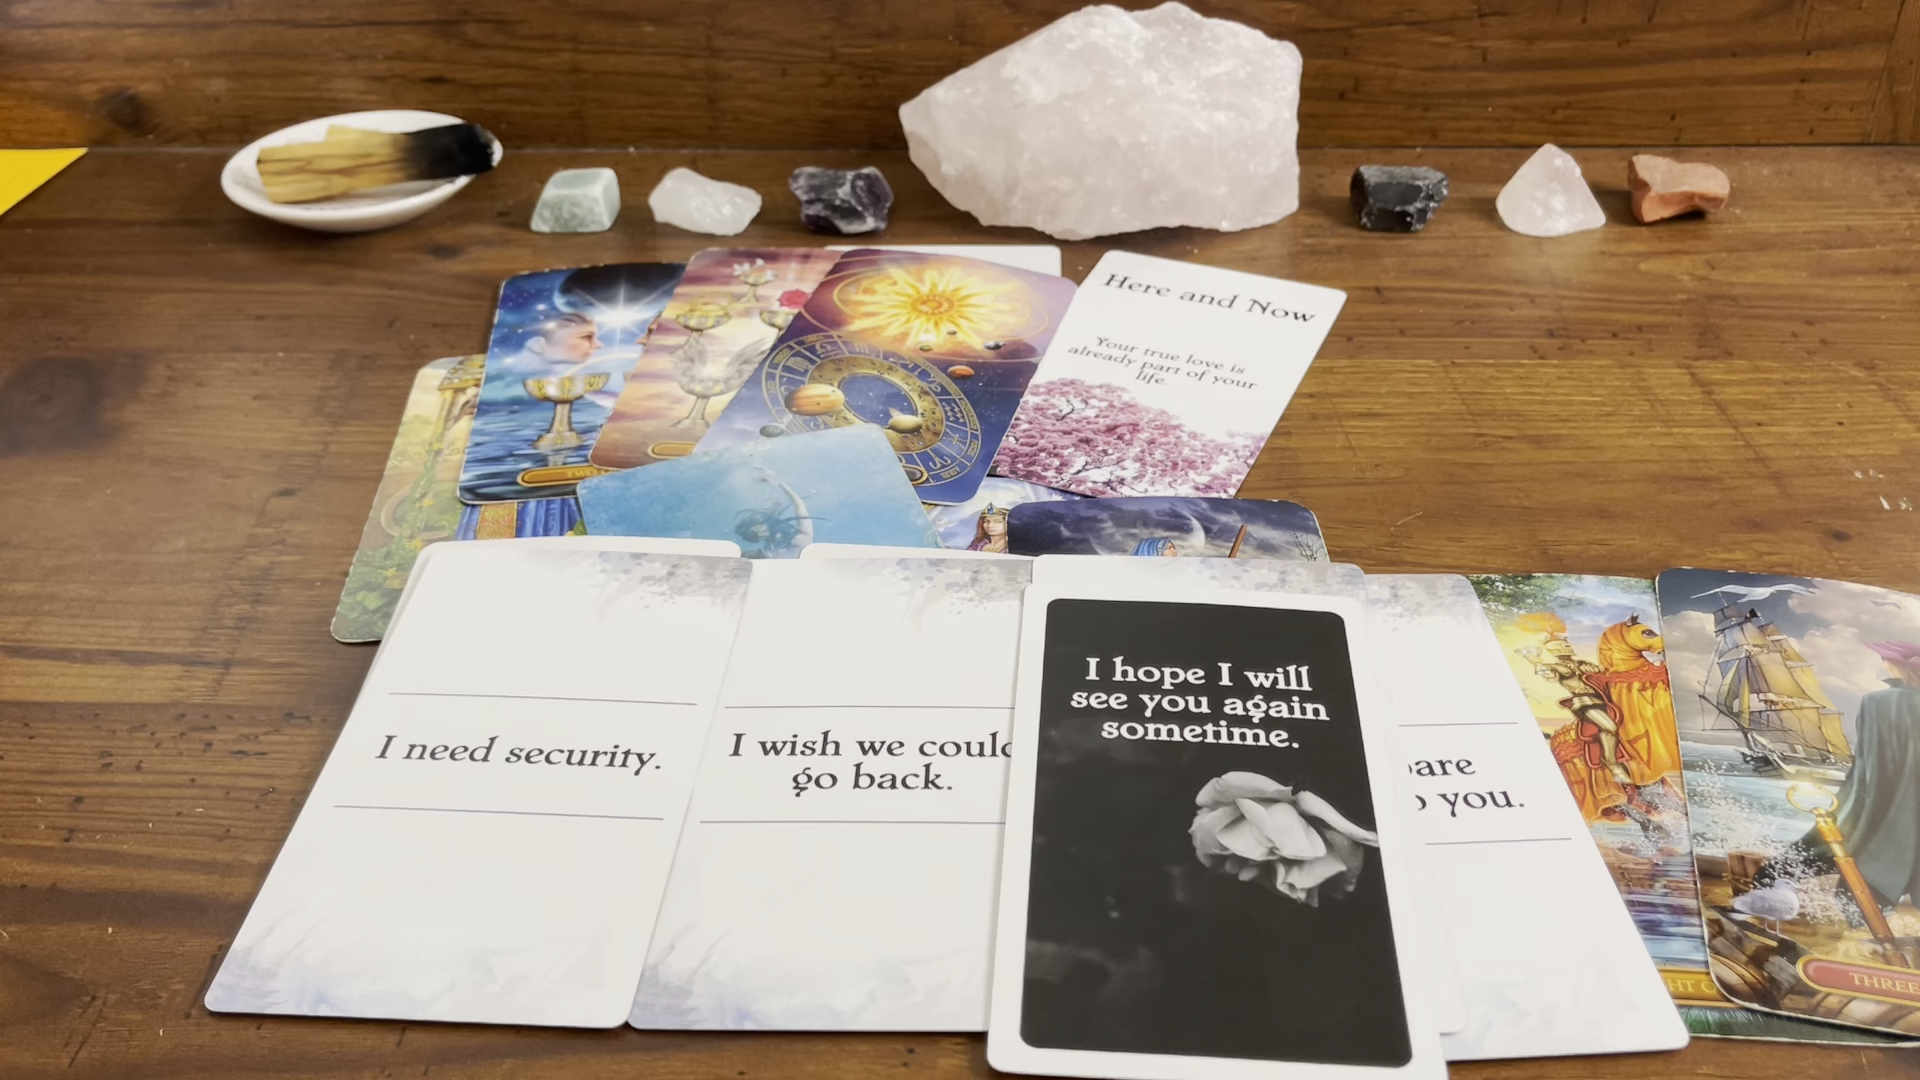 Here and Now
Your true love is
already part of your
life.
I need security.
I wish we could
go back.
I hope I will
see you again
sometime.
you.
THREE